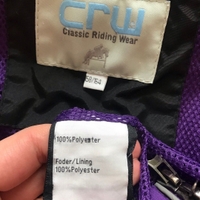 crw
Classic Riding Wear
100%Polyester
Foder/Lining
100%Polyester